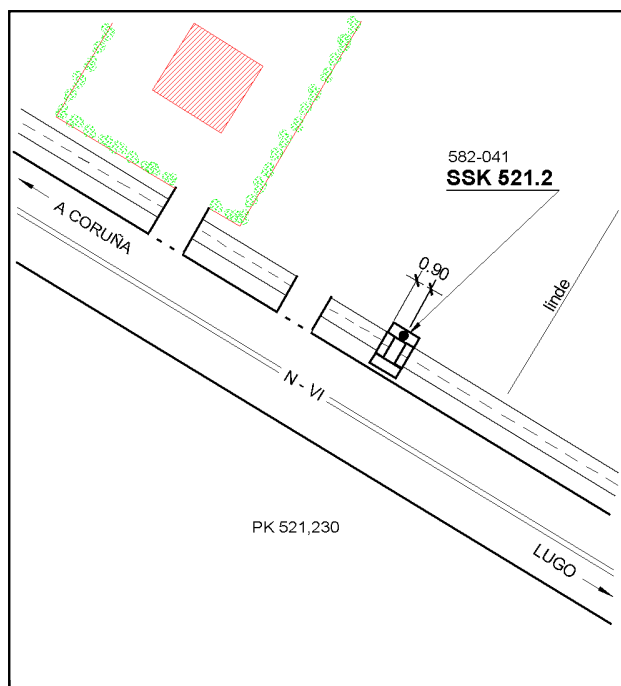 582-041
SSK 521.2
A CORUÑA
0.90
linde
N - VI
PK 521,230
LUGO